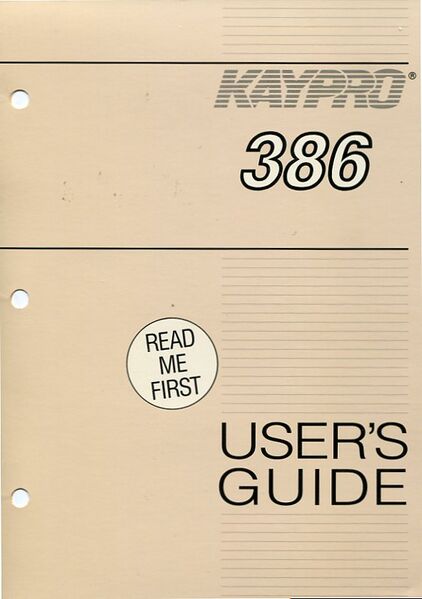 KAYPRO®
386
READ
ME
FIRST
USER'S
GUIDE